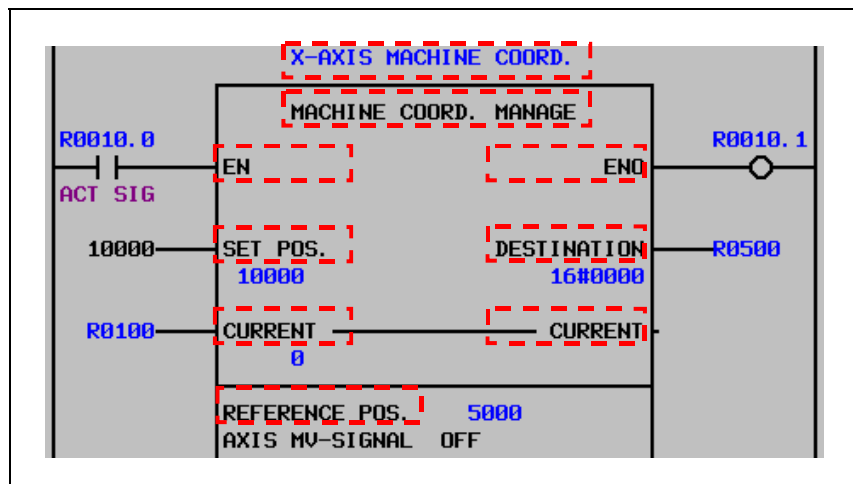 X-AXIS MACHINE COORD.
MACHINE COORD. MANAGE
R0010.0
R0010.1
EN
ENO
ACT SIG
10000
SET POS.
DESTINATION
R0500
10000
16#0000
R0100
CURRENT
CURRENT
0
REFERENCE POS. 5000
AXIS MV-SIGNAL OFF